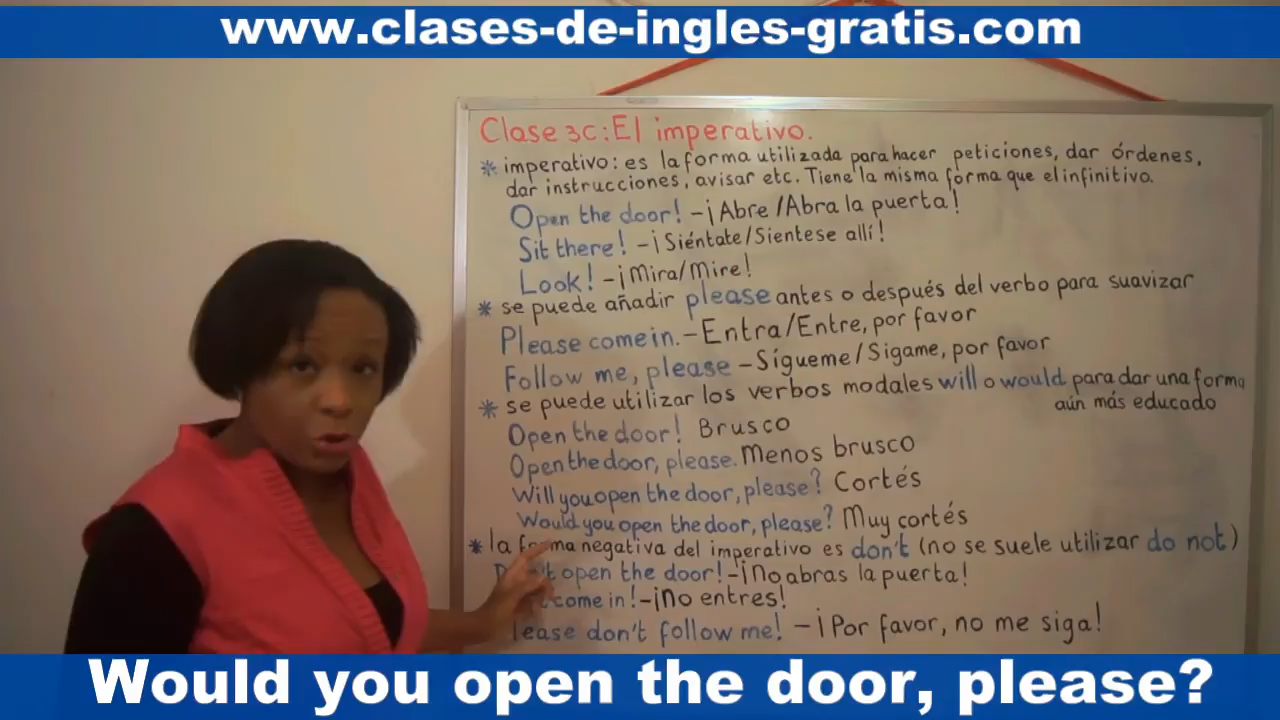 www.clases-de-ingles-gratis.com
Clase 3C: El imperativo.
* imperativo: es la forma utilizada para hacer peticiones, dar órdenes,
dar instrucciones, avisar etc. Tiene la misma forma que el infinitivo.
Open the door! - ¡Abre/Abra la puerta!
Sit there! - ¡Siéntate/Sientese allí!
Look! - ¡Mira/Mire!
* se puede añadir please antes o después del verbo para suavizar
Please come in. - Entra/Entre, por favor
Follow me, please - Sígueme/Sigame, por favor
* se puede utilizar los verbos modales will o would para dar una forma
aún más educado
Open the door! Brusco
Open the door, please. Menos brusco
Will you open the door, please? Cortés
Would you open the door, please? Muy cortés
* la forma negativa del imperativo es don't (no se suele utilizar do not)
open the door! - ¡No abras la puerta!
come in! - ¡No entres!
don't follow me! - ¡Por favor, no me siga!
Would you open the door, please?